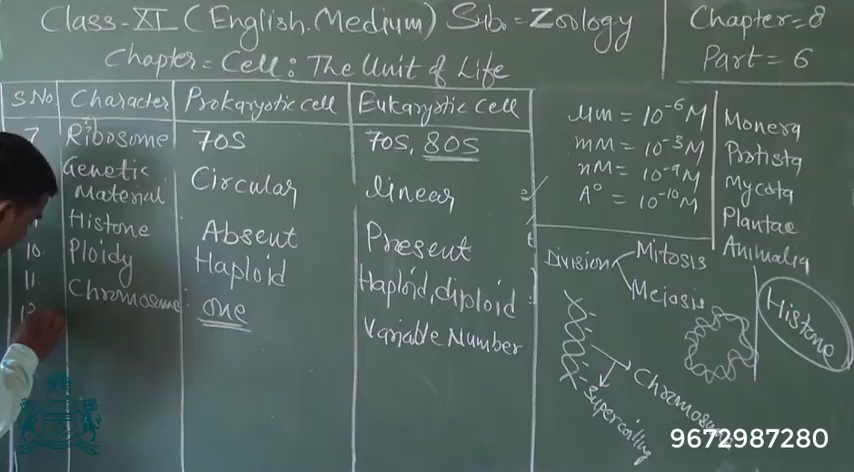 Class-XI (English.Medium) Sub. = Zoology
Chapter = Cell: The Unit of Life
Chapter=8
Part = 6
S.No. Character Prokaryotic cell Eukaryotic cell
7. Ribosome 70S 70S, 80S
Genetic Material Circular linear
Histone Absent Present
10. Ploidy Haploid Haploid, diploid
11. Chromosome one Variable Number
12
μm = 10⁻⁶M
mM = 10⁻³M
nM = 10⁻⁹M
A° = 10⁻¹⁰M
Monera
Protista
Mycota
Plantae
Animalia
Division Mitosis
Meiosis
Histone
Chromosome
Supercoiling
9672987280